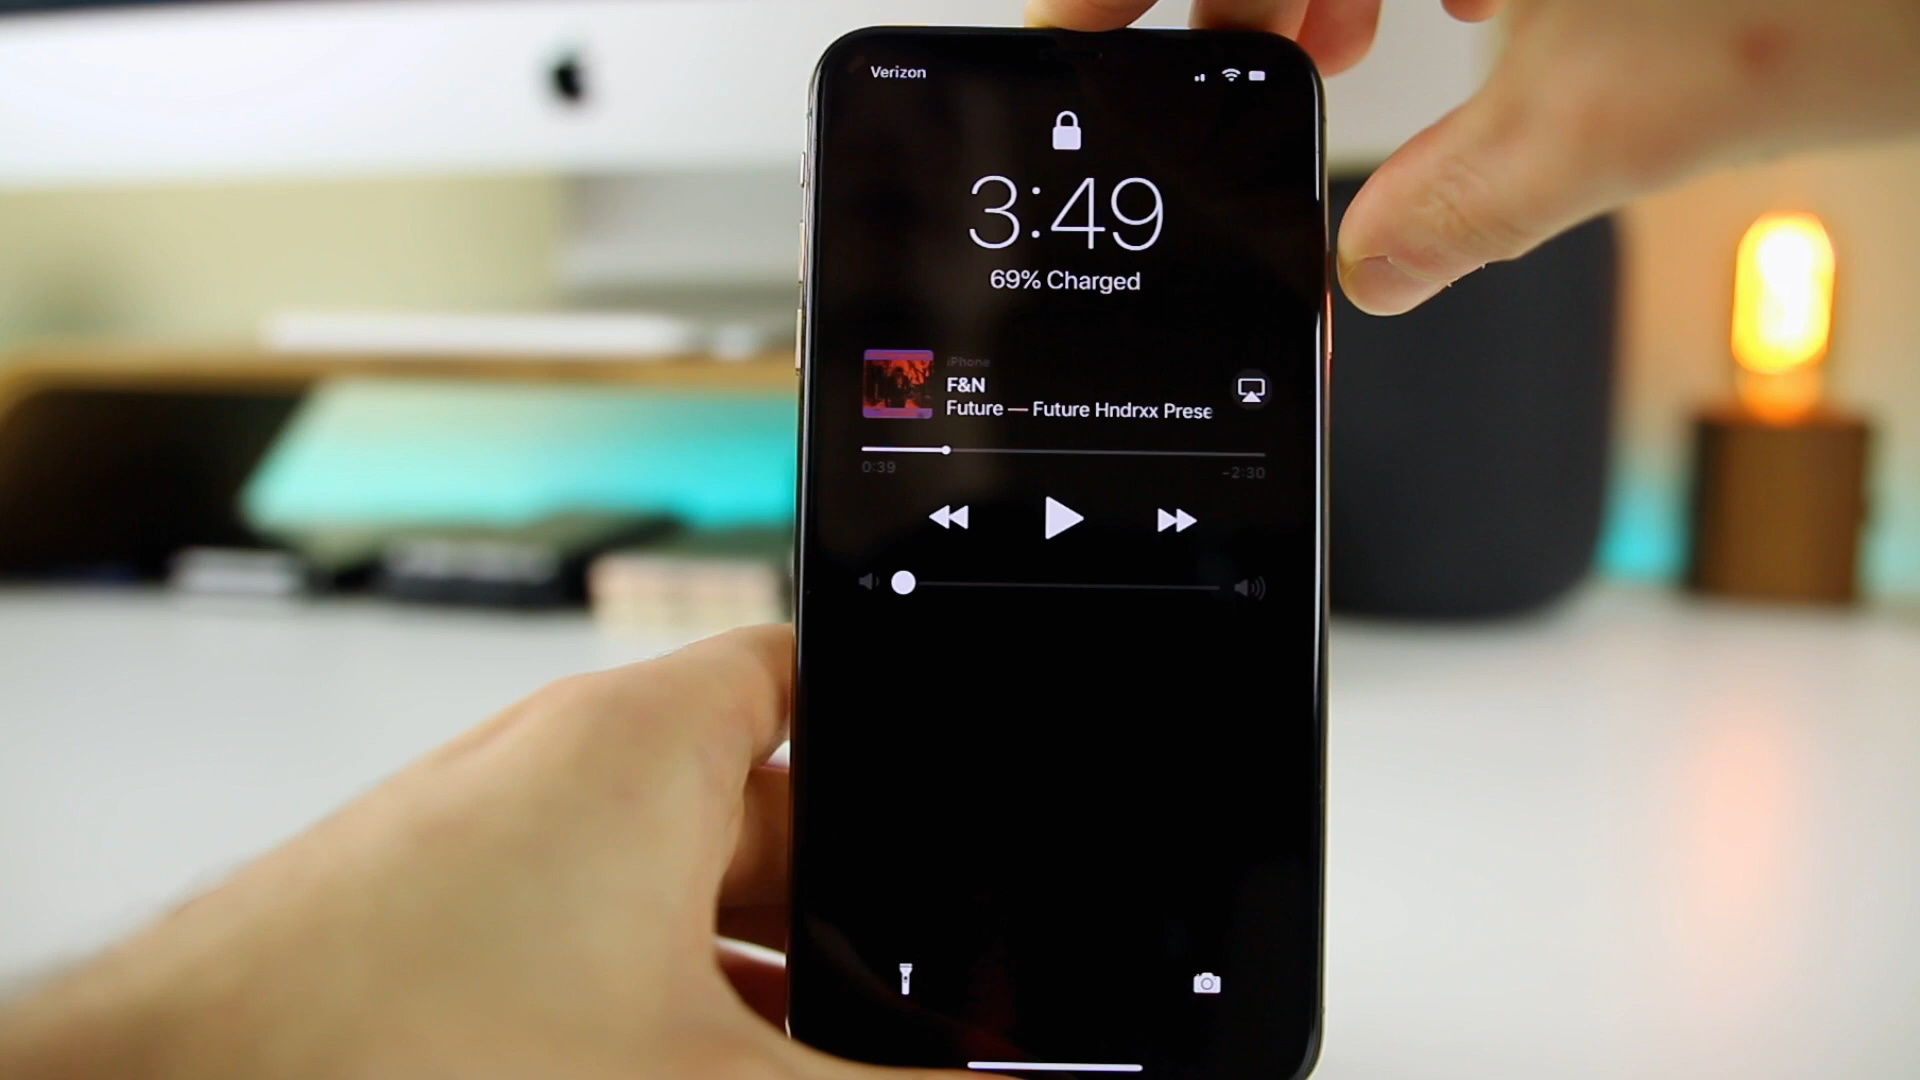 Verizon
3:49
69% Charged
iPhone
F&N
Future — Future Hndrxx Prese
0:39
-2:30